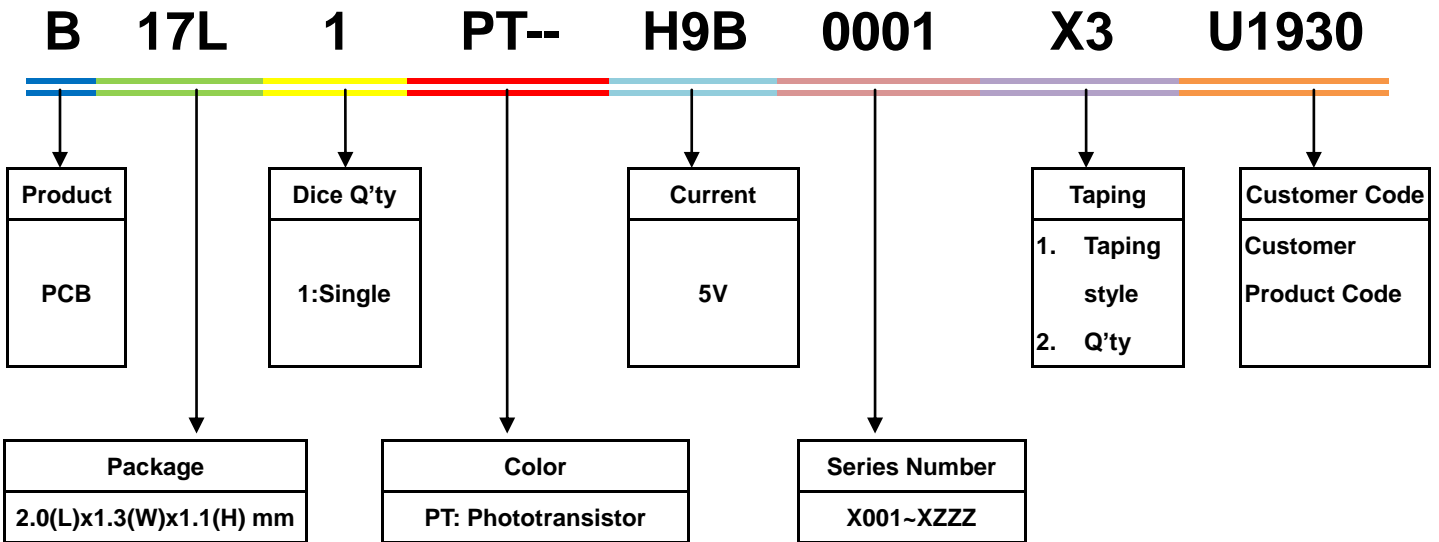 B 17L 1 PT-- H9B 0001 X3 U1930
Product
PCB
Dice Q’ty
1:Single
Current
5V
Taping
1. Taping
style
2. Q’ty
Customer Code
Customer
Product Code
Package
2.0(L)x1.3(W)x1.1(H) mm
Color
PT: Phototransistor
Series Number
X001~XZZZ